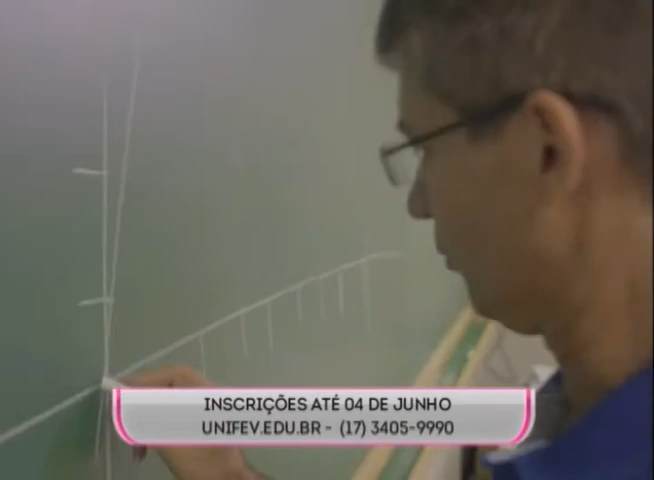 INSCRIÇÕES ATÉ 04 DE JUNHO
UNIFEV.EDU.BR - (17) 3405-9990